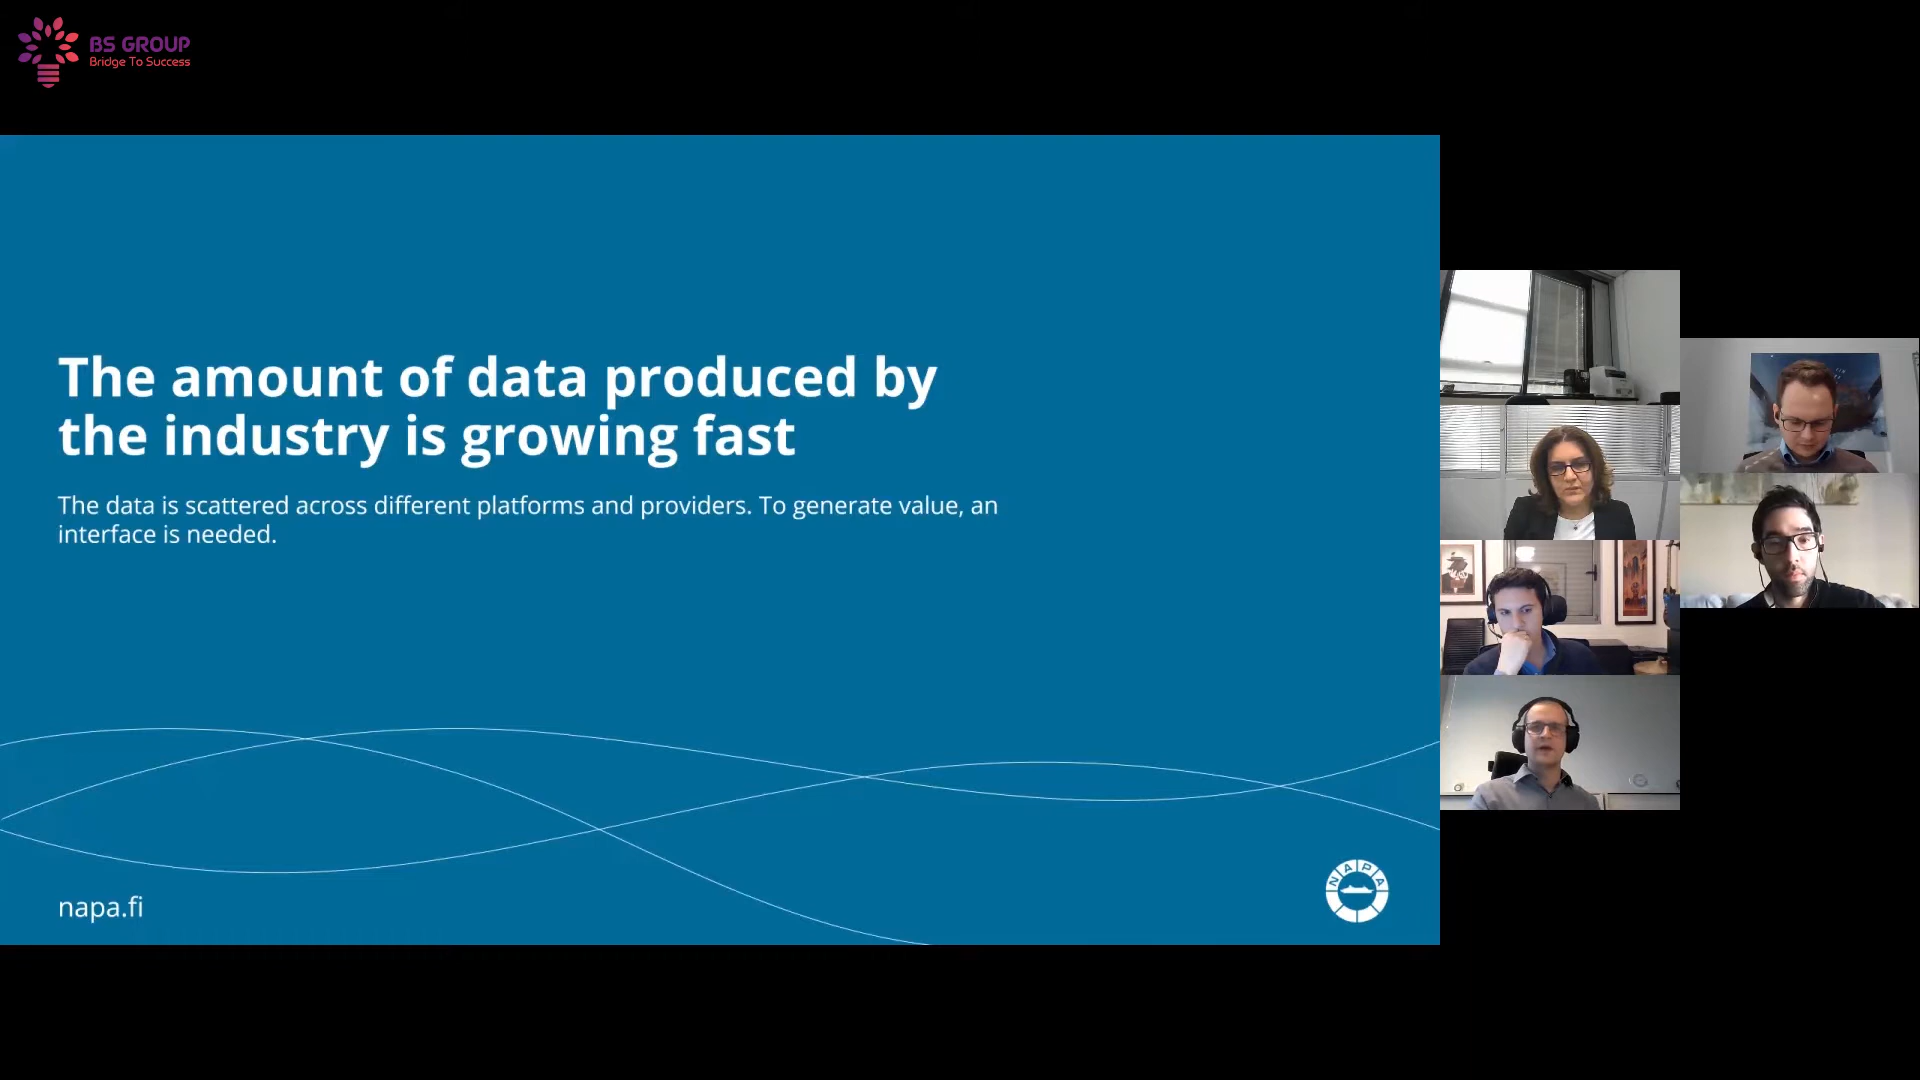 BS GROUP
Bridge To Success
The amount of data produced by
the industry is growing fast
The data is scattered across different platforms and providers. To generate value, an
interface is needed.
napa.fi
NAPA